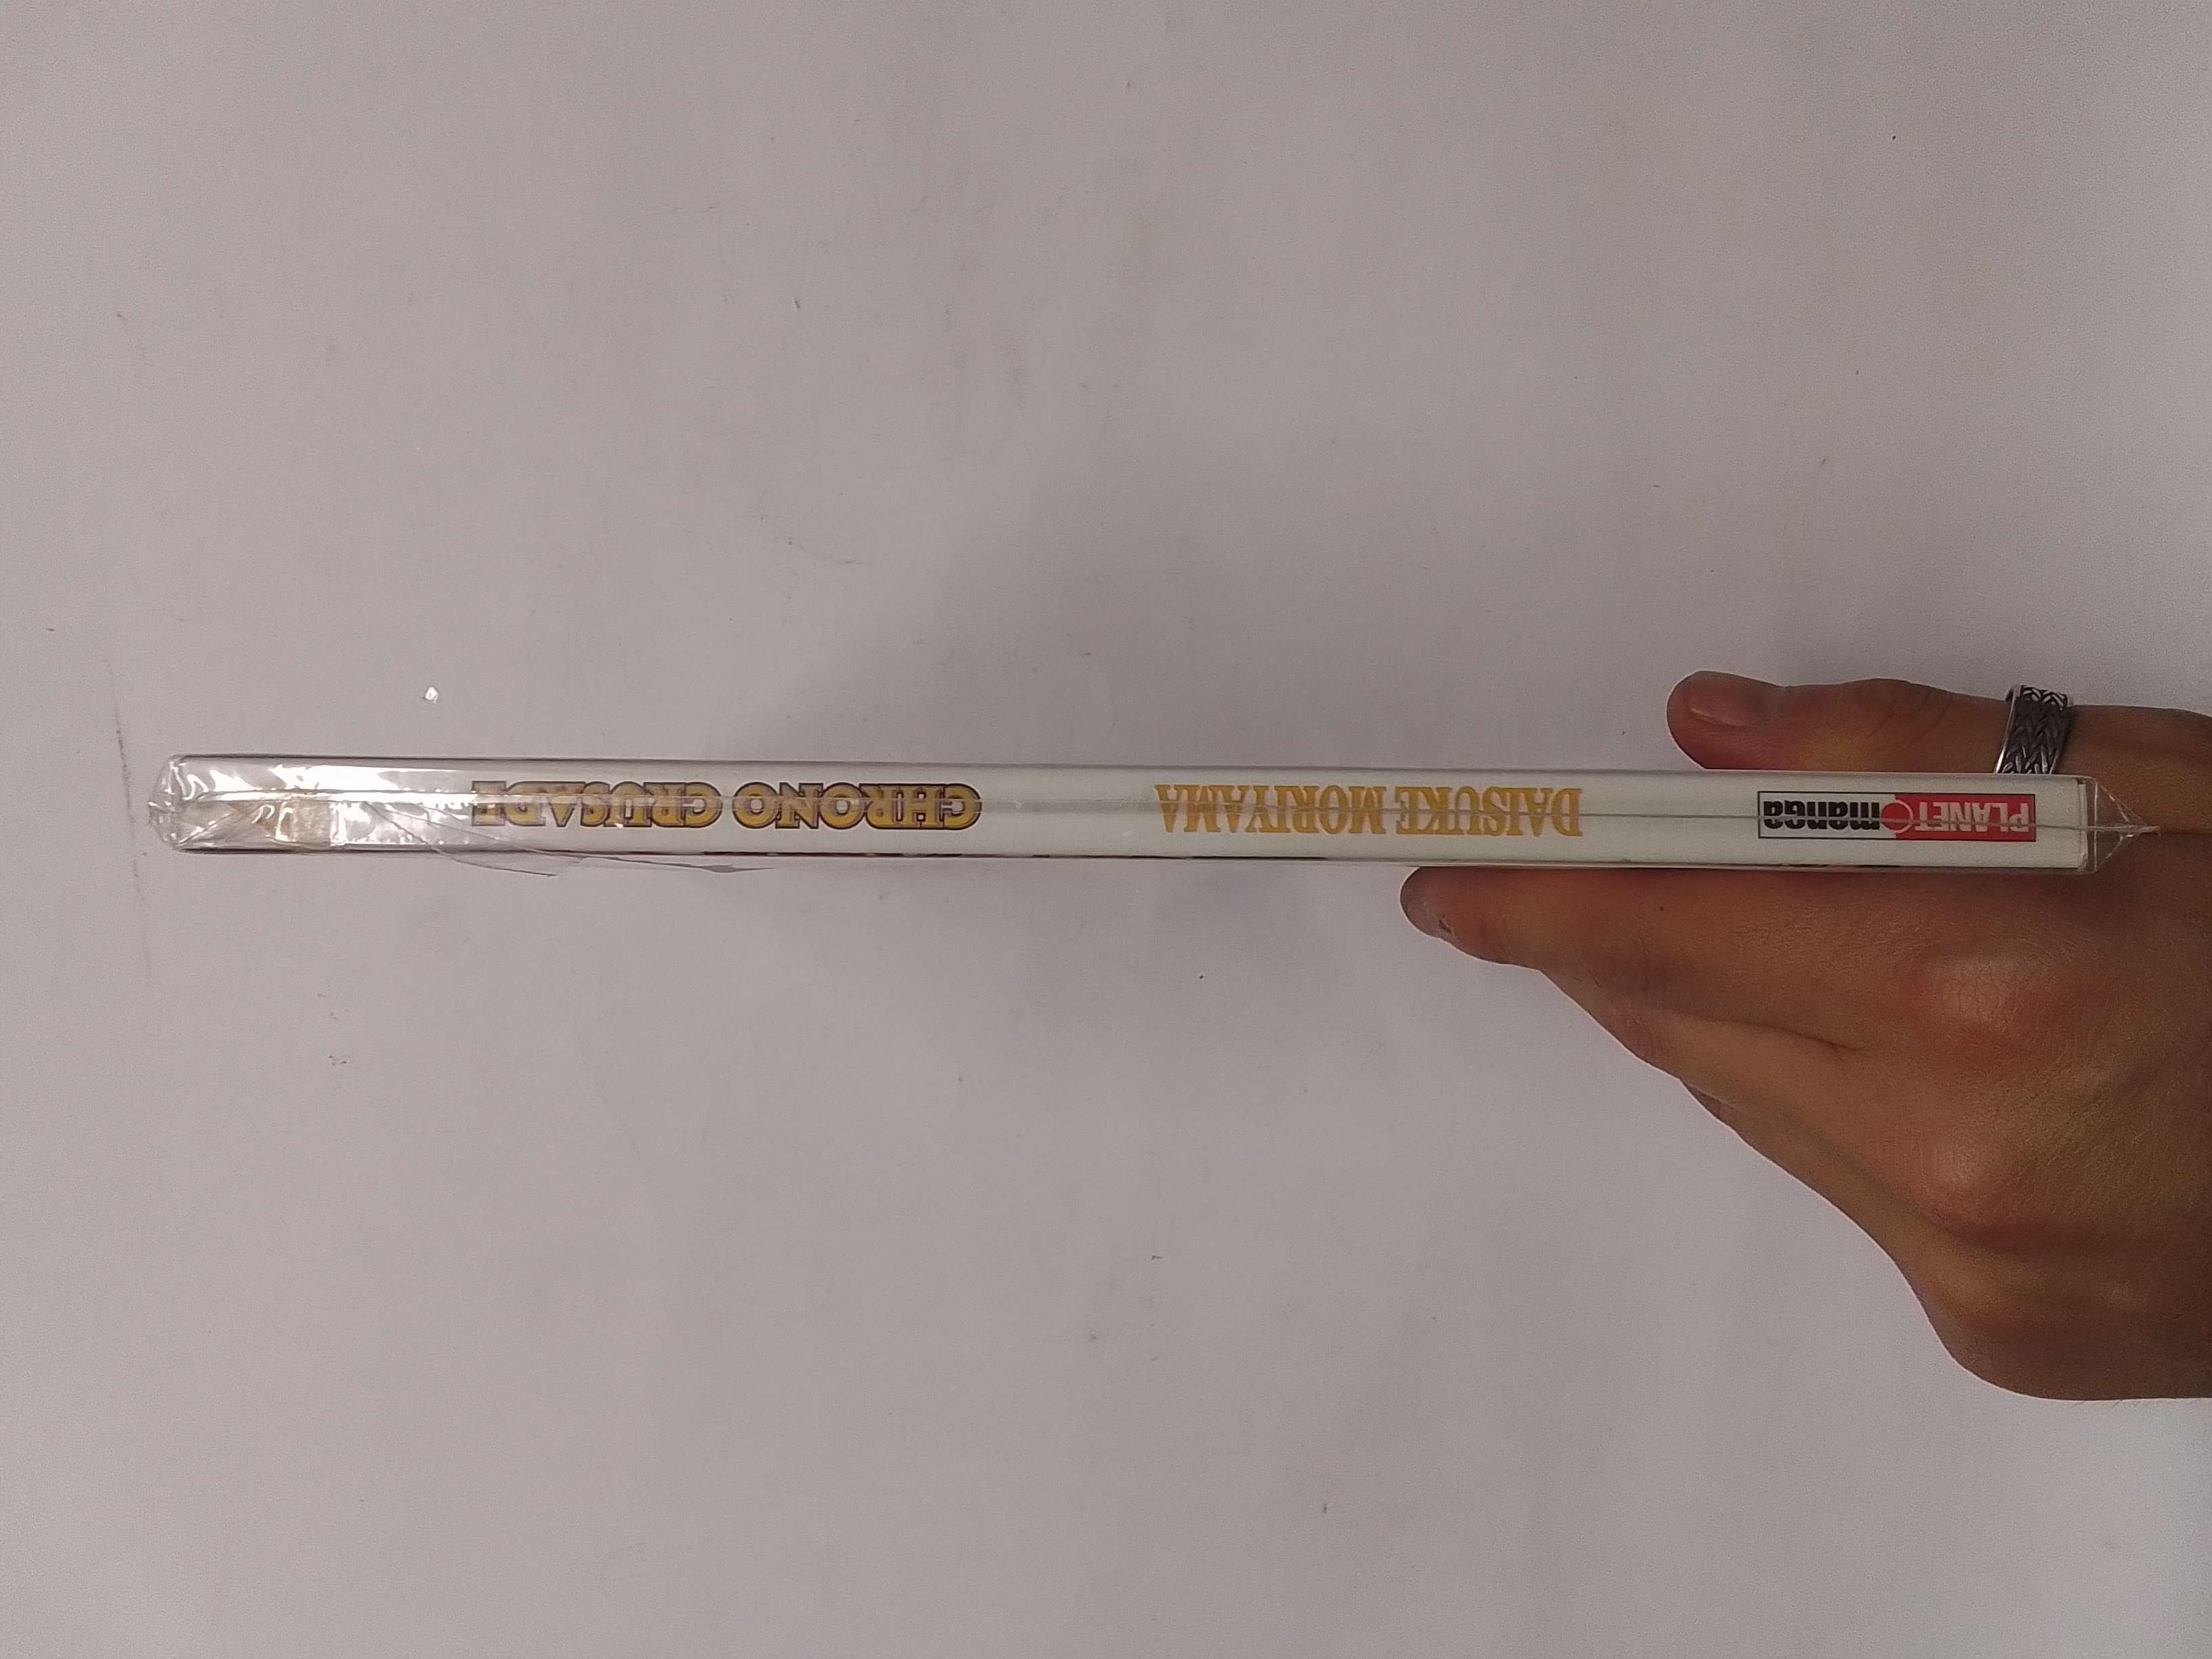 CHRONO CRUSADE
DAISUKE MORIYAMA
PLANET manga